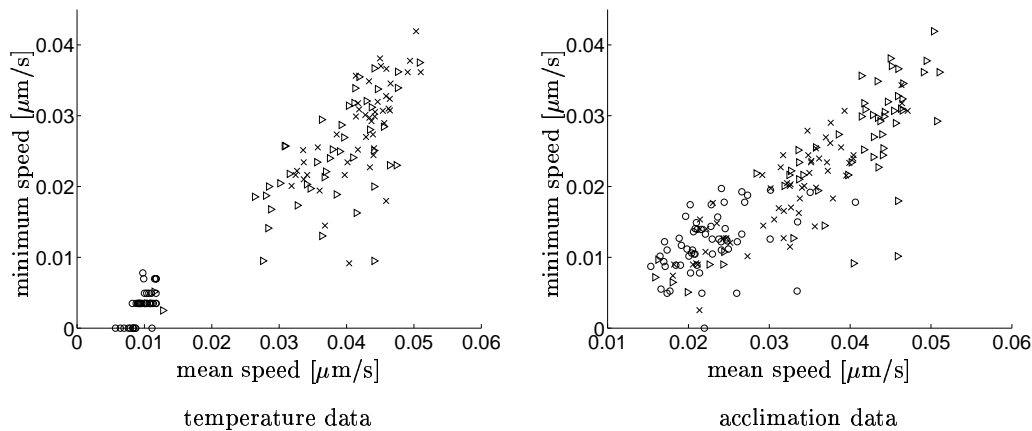 minimum speed [μm/s]
0.04
0.03
0.02
0.01
0
0 0.01 0.02 0.03 0.04 0.05 0.06
mean speed [μm/s]
temperature data
minimum speed [μm/s]
0.04
0.03
0.02
0.01
0
0.01 0.02 0.03 0.04 0.05 0.06
mean speed [μm/s]
acclimation data